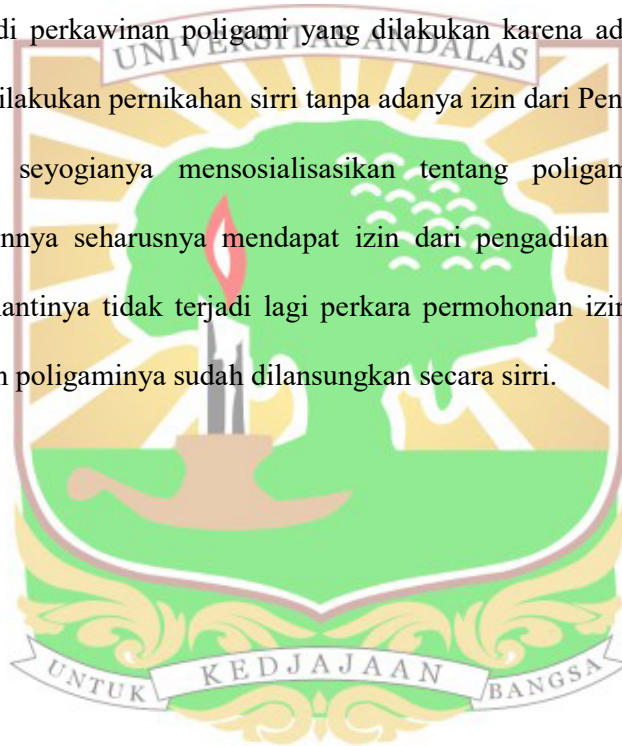 di perkawinan poligami yang dilakukan karena ad
UNIVERSITAS ANDALAS
ilakukan pernikahan sirri tanpa adanya izin dari Pen
seyogianya mensosialisasikan tentang poligam
nnya seharusnya mendapat izin dari pengadilan
nantinya tidak terjadi lagi perkara permohonan izin
n poligaminya sudah dilansungkan secara sirri.
UNTUK KEDJAJAAN BANGSA